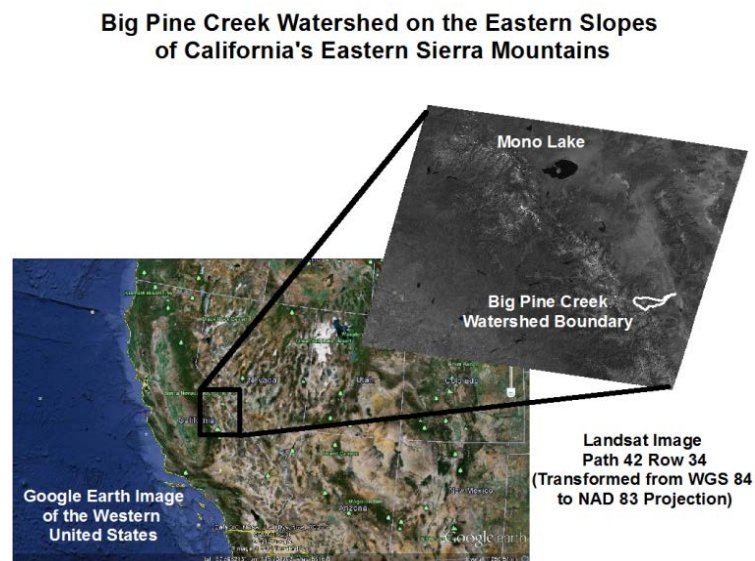 Big Pine Creek Watershed on the Eastern Slopes
of California's Eastern Sierra Mountains
Mono Lake
Big Pine Creek
Watershed Boundary
Nevada
Utah
Colorado
California
Landsat Image
Path 42 Row 34
(Transformed from WGS 84
to NAD 83 Projection)
Google Earth Image
of the Western
United States
Arizona
New Mexico
Google earth